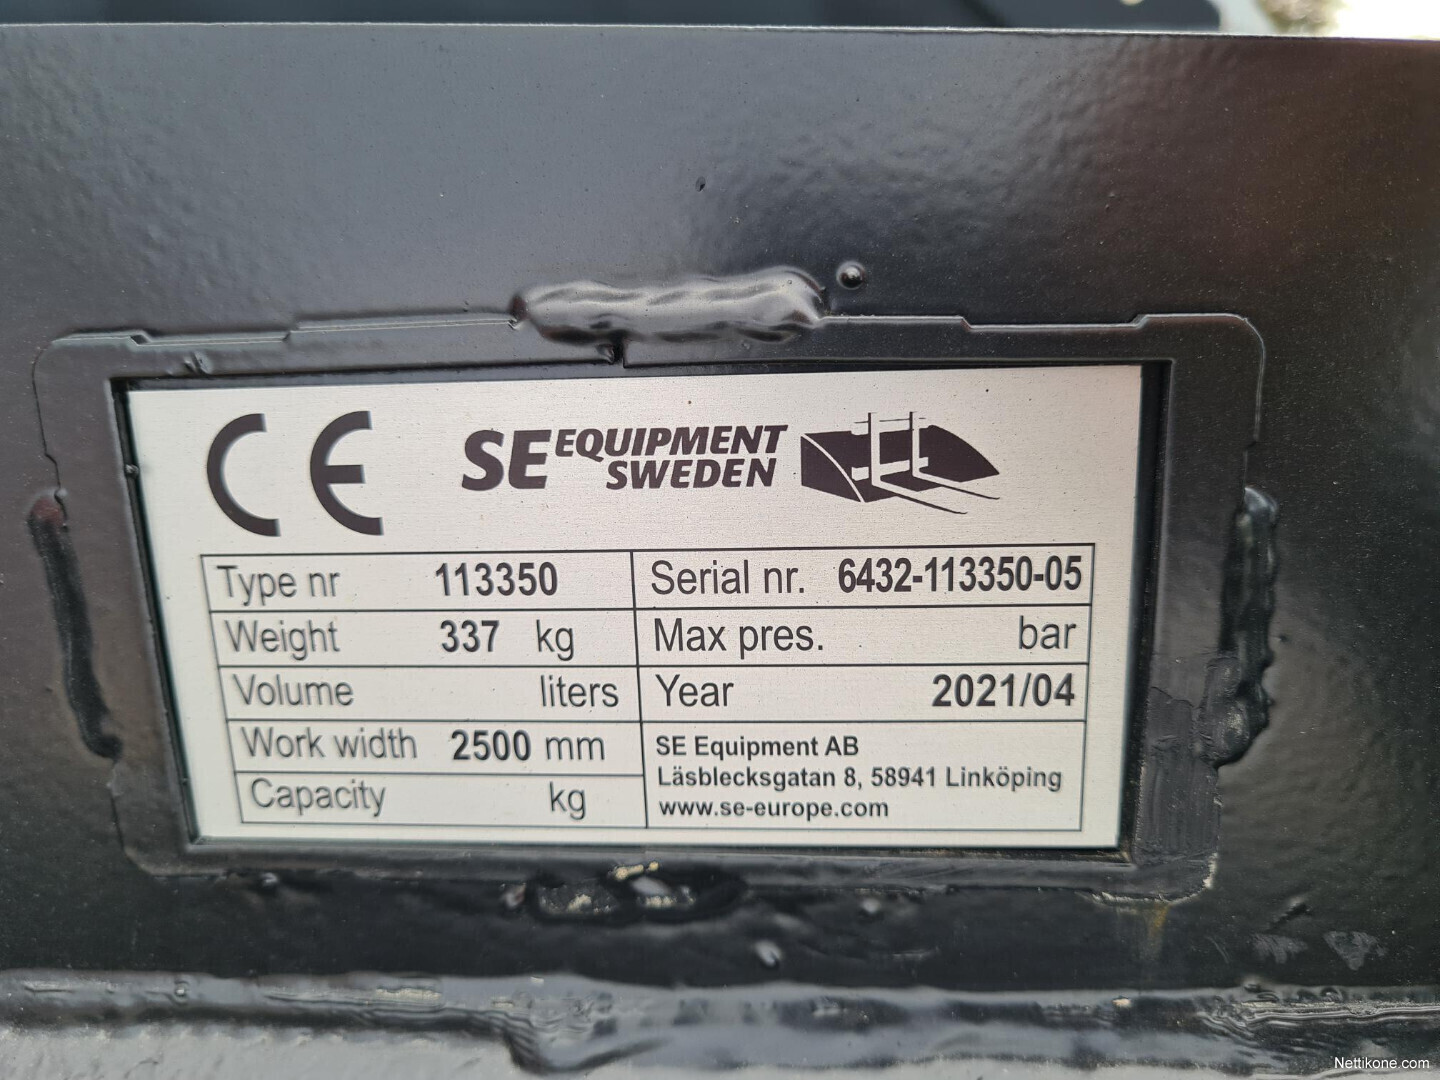 CE SE EQUIPMENT
SWEDEN
Type nr 113350 Serial nr. 6432-113350-05
Weight 337 kg Max pres. bar
Volume liters Year 2021/04
Work width 2500 mm SE Equipment AB
Läsblecksgatan 8, 58941 Linköping
Capacity kg www.se-europe.com
Nettikone.com